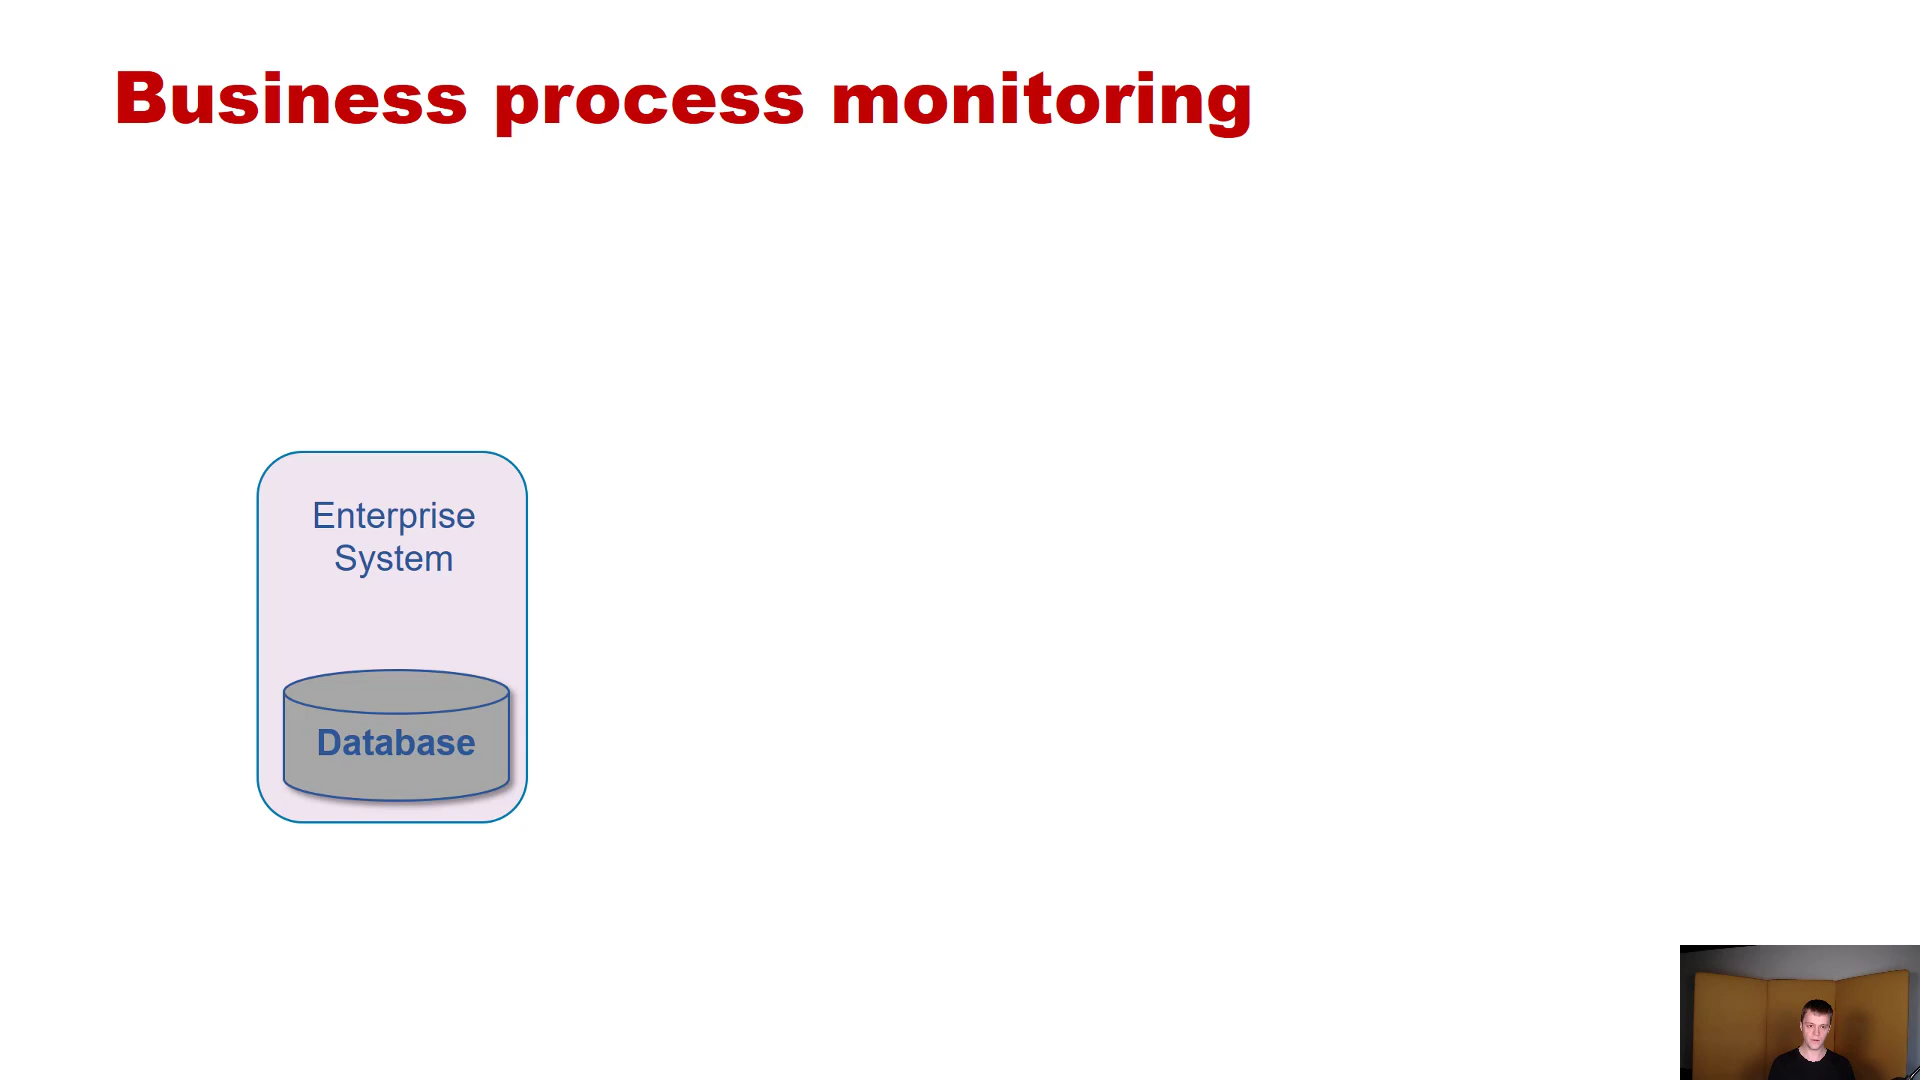 Business process monitoring
Enterprise
System
Database